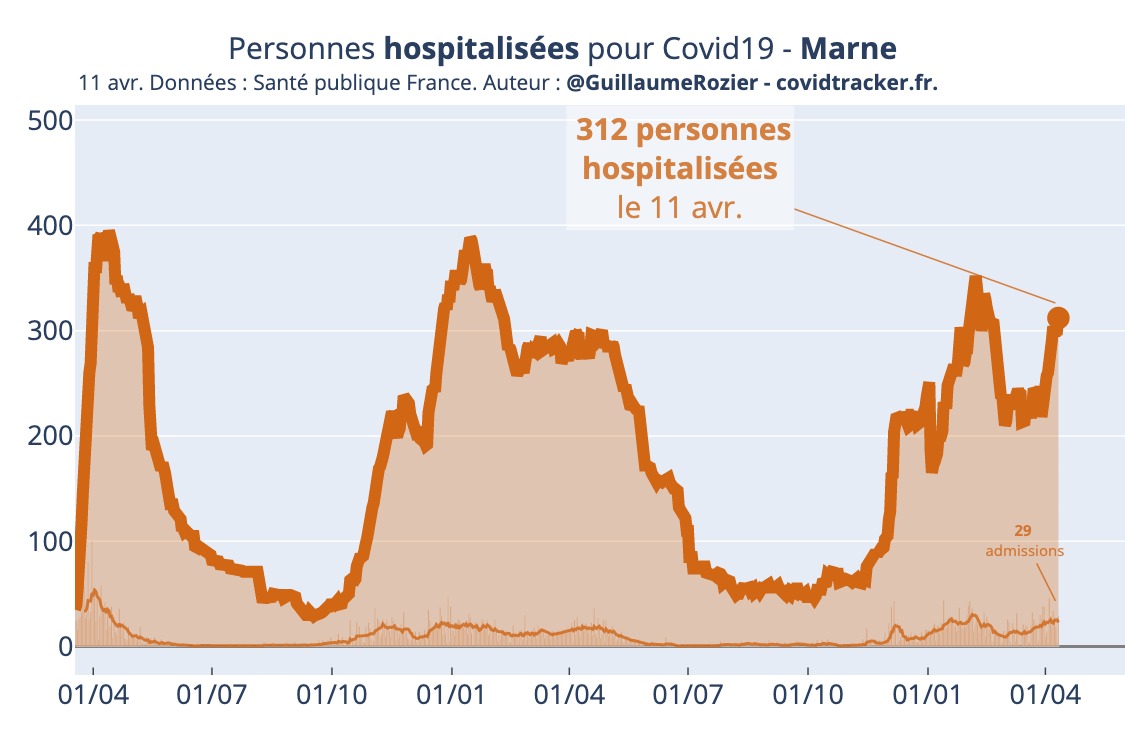 Personnes hospitalisées pour Covid19 - Marne
11 avr. Données : Santé publique France. Auteur : @GuillaumeRozier - covidtracker.fr.
500
312 personnes
hospitalisées
le 11 avr.
400
300
200
29
100
admissions
0
01/04 01/07 01/10 01/01 01/04 01/07 01/10 01/01 01/04